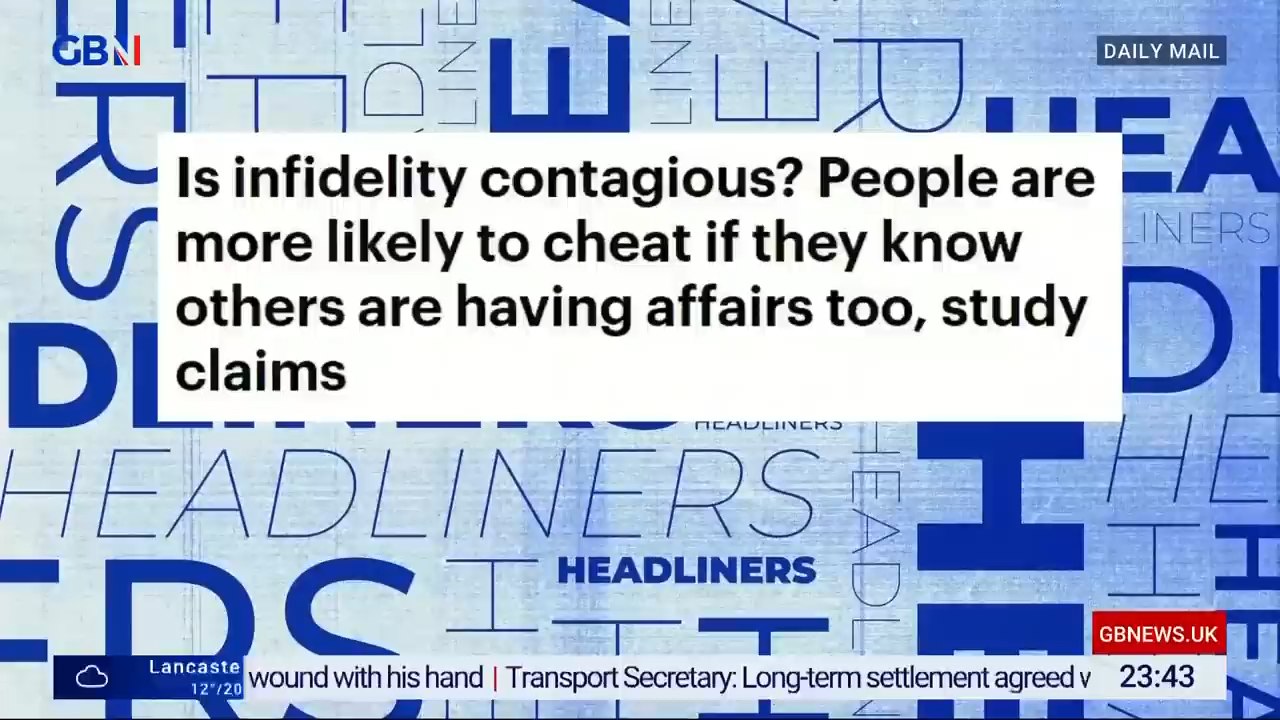 GBN
DAILY MAIL
Is infidelity contagious? People are
more likely to cheat if they know
others are having affairs too, study
claims
HEADLINERS
HEADLINERS
HEADLINERS
GBNEWS.UK
Lancaste
12°/20
wound with his hand | Transport Secretary: Long-term settlement agreed
23:43